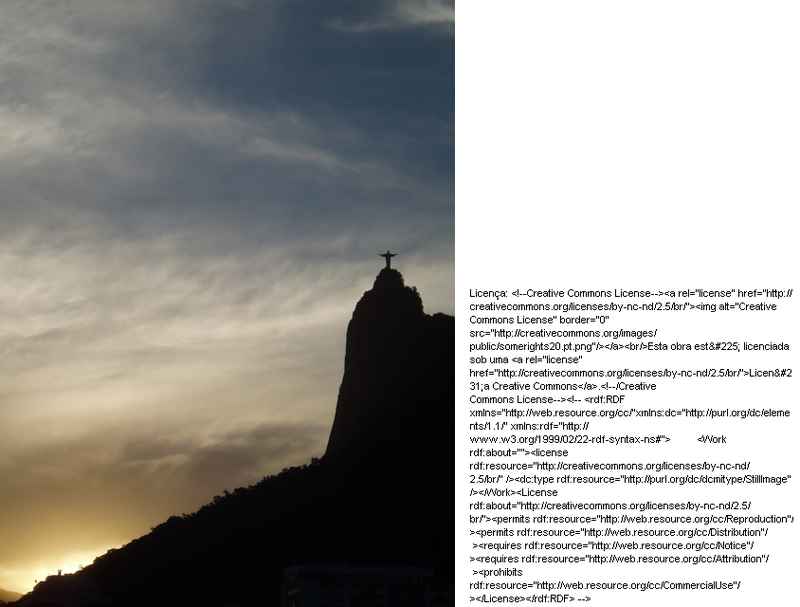 Licença: <!--Creative Commons License--><a rel="license" href="http://
creativecommons.org/licenses/by-nc-nd/2.5/br/"><img alt="Creative
Commons License" border="0"
src="http://creativecommons.org/images/
public/somerights20.pt.png"/></a><br/>Esta obra est&#225; licenciada
sob uma <a rel="license"
href="http://creativecommons.org/licenses/by-nc-nd/2.5/br/">Licen&#2
31;a Creative Commons</a>.<!--/Creative
Commons License--><!-- <rdf:RDF
xmlns="http://web.resource.org/cc/"xmlns:dc="http://purl.org/dc/eleme
nts/1.1/" xmlns:rdf="http://
www.w3.org/1999/02/22-rdf-syntax-ns#"> <Work
rdf:about=""><license
rdf:resource="http://creativecommons.org/licenses/by-nc-nd/
2.5/br/" /><dc:type rdf:resource="http://purl.org/dc/dcmitype/StillImage"
/></Work><License
rdf:about="http://creativecommons.org/licenses/by-nc-nd/2.5/
br/"><permits rdf:resource="http://web.resource.org/cc/Reproduction"/
><permits rdf:resource="http://web.resource.org/cc/Distribution"/
><requires rdf:resource="http://web.resource.org/cc/Notice"/
><requires rdf:resource="http://web.resource.org/cc/Attribution"/
><prohibits
rdf:resource="http://web.resource.org/cc/CommercialUse"/
></License></rdf:RDF> -->